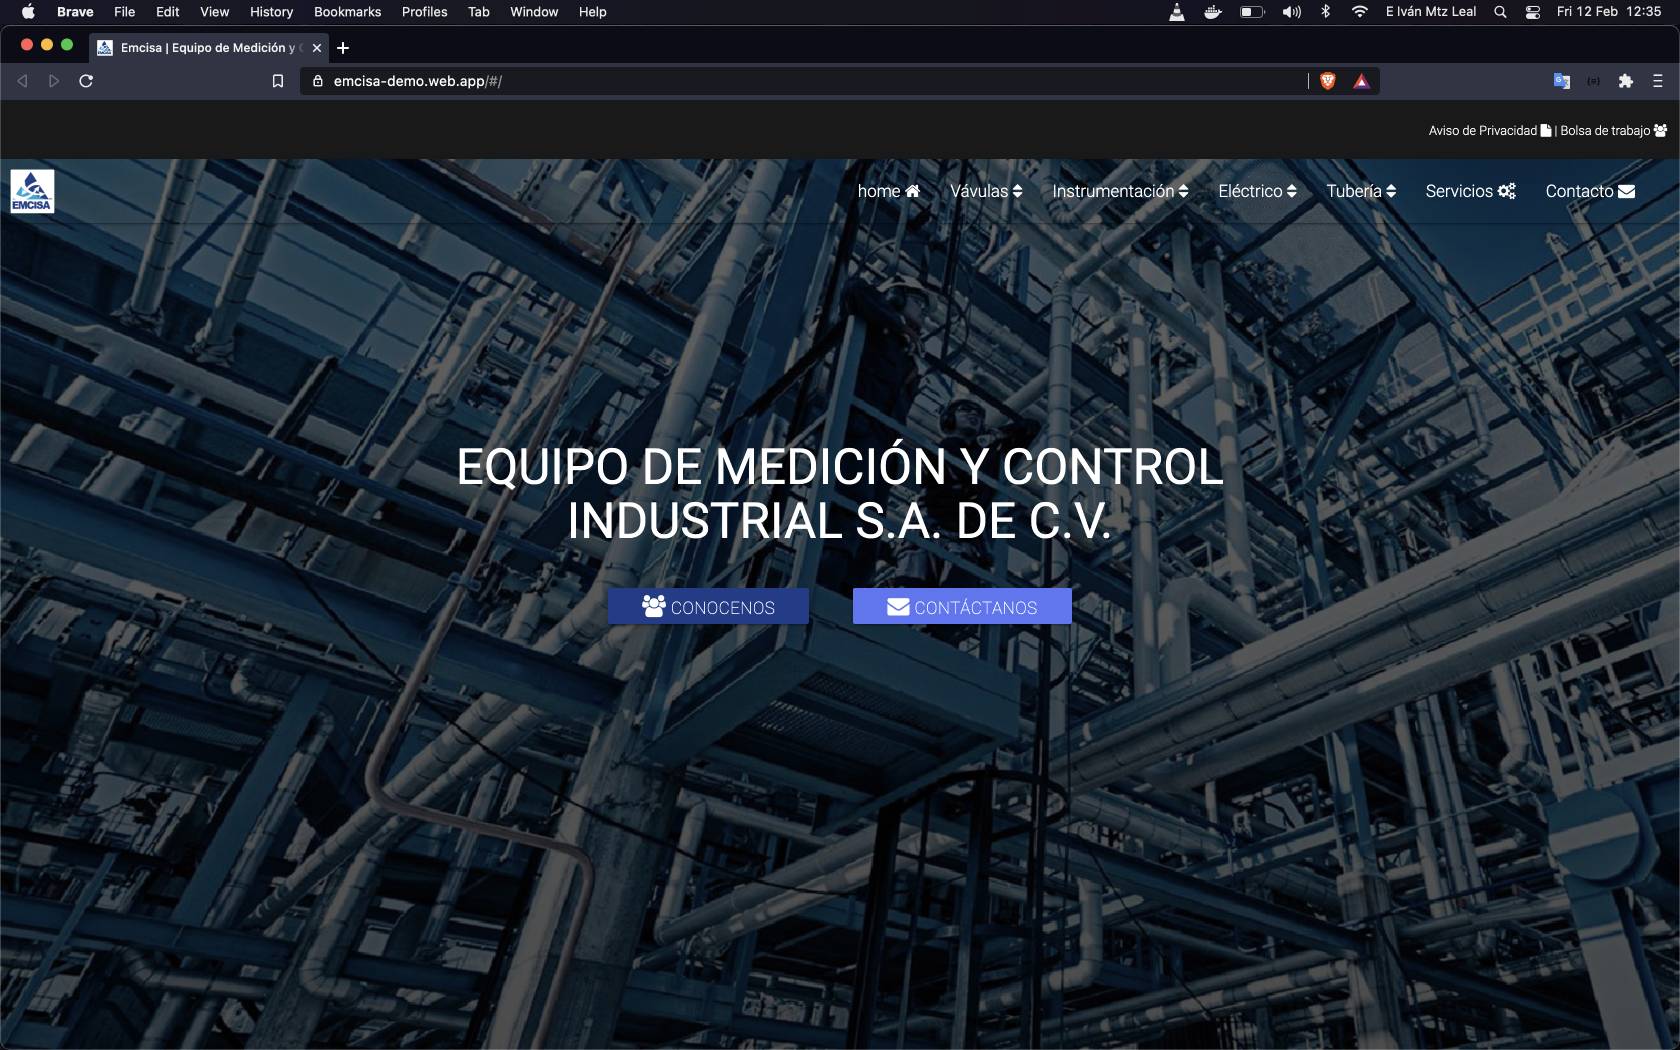 Brave File Edit View History Bookmarks Profiles Tab Window Help E Iván Mtz Leal Fri 12 Feb 12:35
Emcisa | Equipo de Medición y
emcisa-demo.web.app/#/
Aviso de Privacidad | Bolsa de trabajo
EMCISA
home Vávulas Instrumentación Eléctrico Tubería Servicios Contacto
EQUIPO DE MEDICIÓN Y CONTROL
INDUSTRIAL S.A. DE C.V.
CONOCENOS CONTÁCTANOS